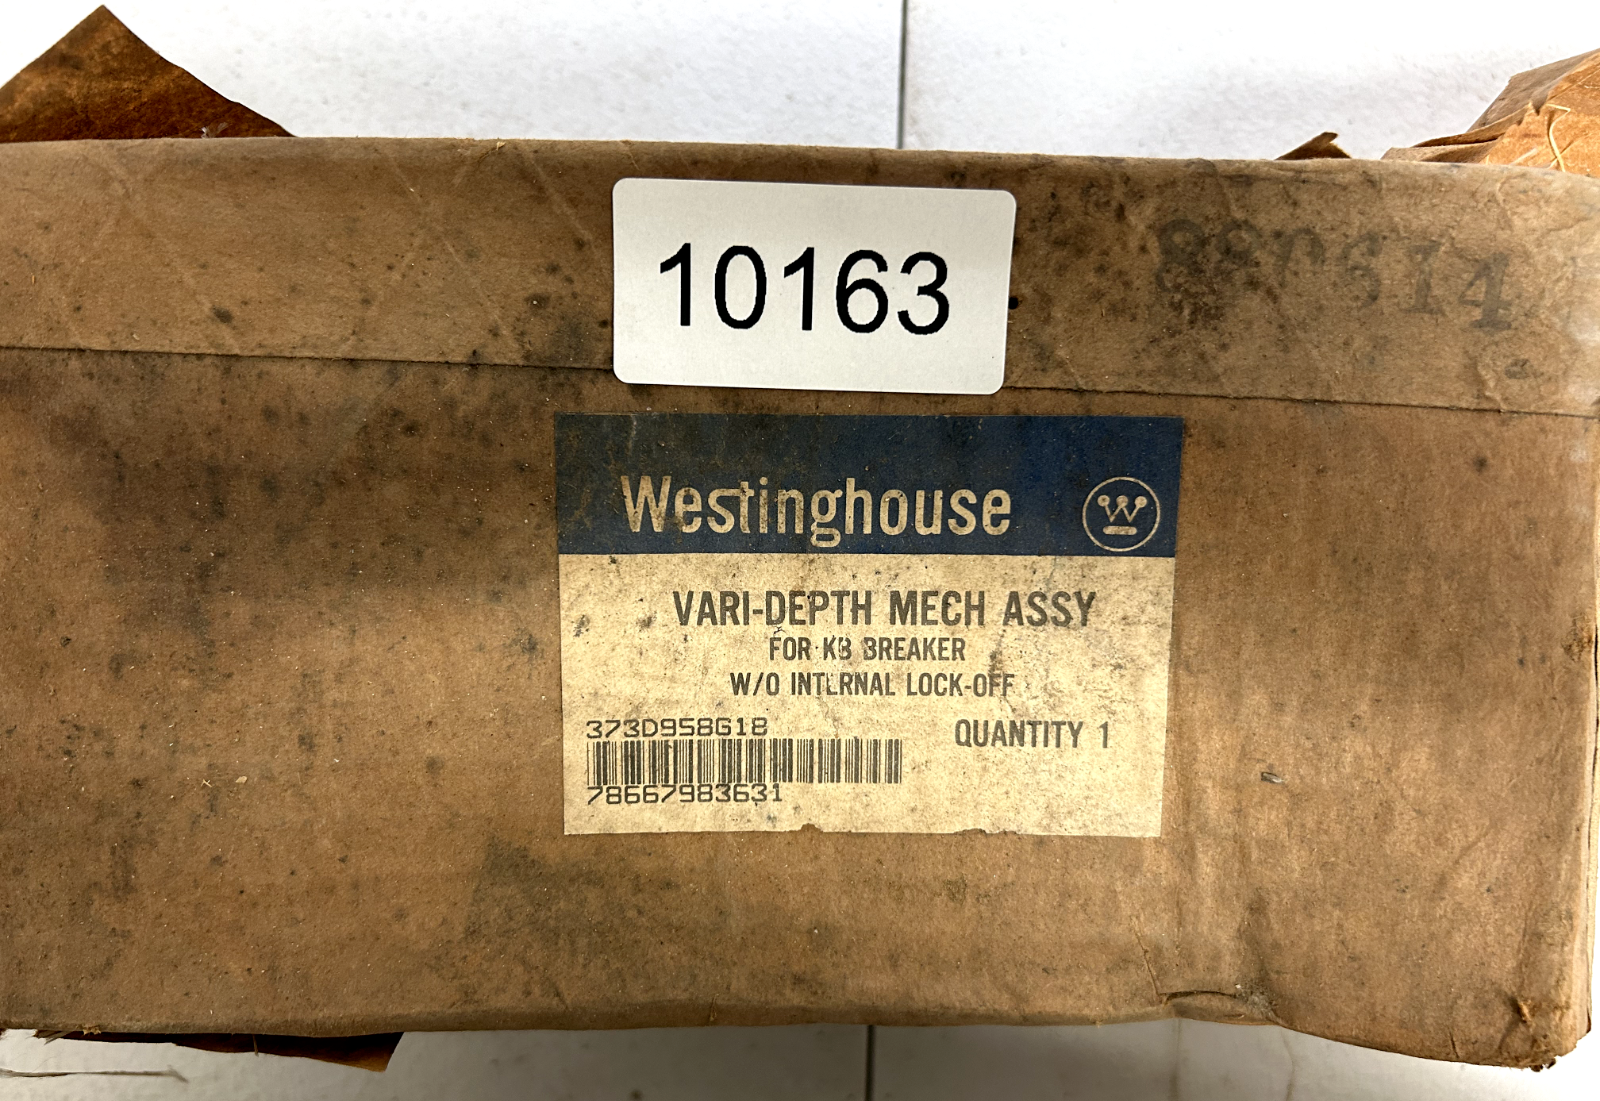 10163
Westinghouse
VARI-DEPTH MECH ASSY
FOR KB BREAKER
W/O INTERNAL LOCK-OFF
373D958G18
QUANTITY 1
78667983631